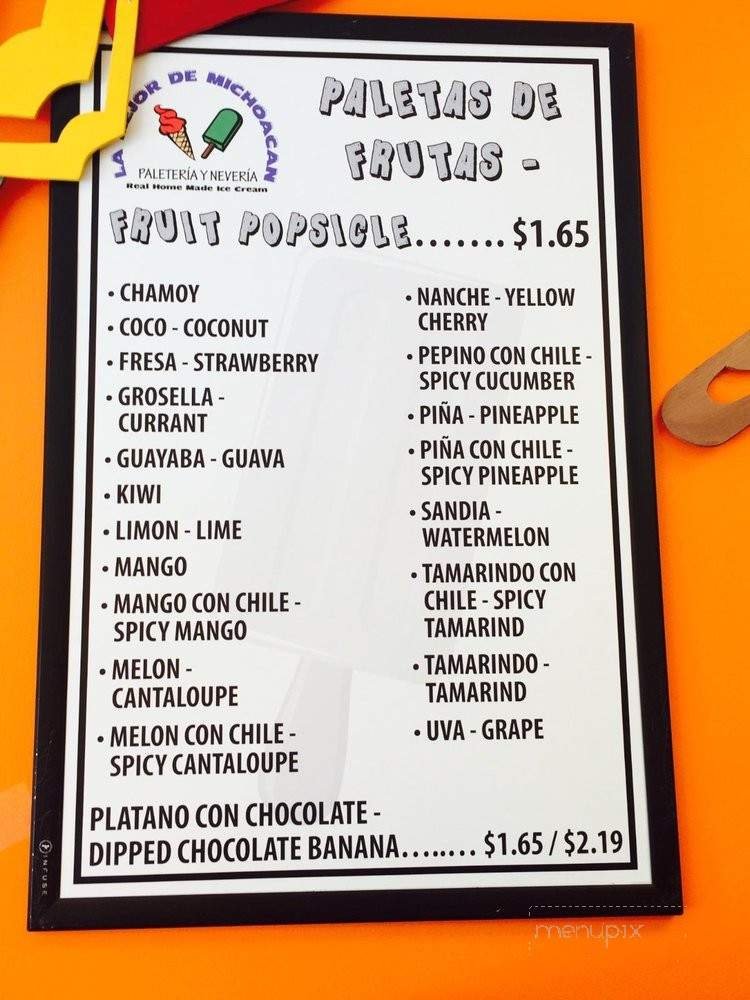 LA MEJOR DE MICHOACAN
PALETERÍA Y NEVERÍA
Real Home Made Ice Cream
PALETAS DE
FRUTAS -
FRUIT POPSICLE....... $1.65
• CHAMOY
• COCO - COCONUT
• FRESA - STRAWBERRY
• GROSELLA -
CURRANT
• GUAYABA - GUAVA
• KIWI
• LIMON - LIME
• MANGO
• MANGO CON CHILE -
SPICY MANGO
• MELON -
CANTALOUPE
• MELON CON CHILE -
SPICY CANTALOUPE
• NANCHE - YELLOW
CHERRY
• PEPINO CON CHILE -
SPICY CUCUMBER
• PIÑA - PINEAPPLE
• PIÑA CON CHILE -
SPICY PINEAPPLE
• SANDIA -
WATERMELON
• TAMARINDO CON
CHILE - SPICY
TAMARIND
• TAMARINDO -
TAMARIND
• UVA - GRAPE
PLATANO CON CHOCOLATE -
DIPPED CHOCOLATE BANANA........ $1.65 / $2.19
INFUSE
menupix